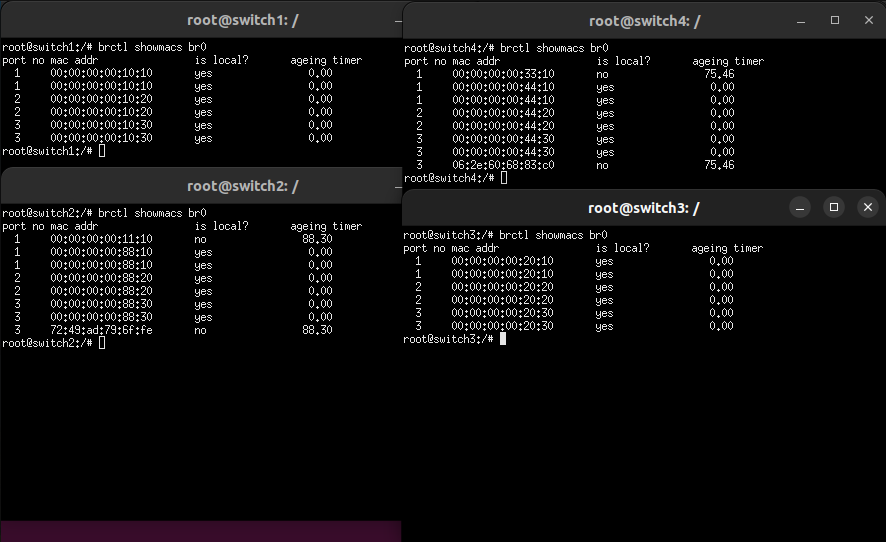 root@switch1: /
root@switch1:/# brctl showmacs br0
port no mac addr is local? ageing timer
1 00:00:00:00:10:10 yes 0.00
1 00:00:00:00:10:10 yes 0.00
2 00:00:00:00:10:20 yes 0.00
2 00:00:00:00:10:20 yes 0.00
3 00:00:00:00:10:30 yes 0.00
3 00:00:00:00:10:30 yes 0.00
root@switch1:/#
root@switch2: /
root@switch2:/# brctl showmacs br0
port no mac addr is local? ageing timer
1 00:00:00:00:11:10 no 88.30
1 00:00:00:00:88:10 yes 0.00
1 00:00:00:00:88:10 yes 0.00
2 00:00:00:00:88:20 yes 0.00
2 00:00:00:00:88:20 yes 0.00
3 00:00:00:00:88:30 yes 0.00
3 00:00:00:00:88:30 yes 0.00
3 72:49:ad:79:6f:fe no 88.30
root@switch2:/#
root@switch4: /
root@switch4:/# brctl showmacs br0
port no mac addr is local? ageing timer
1 00:00:00:00:33:10 no 75.46
1 00:00:00:00:44:10 yes 0.00
1 00:00:00:00:44:10 yes 0.00
2 00:00:00:00:44:20 yes 0.00
2 00:00:00:00:44:20 yes 0.00
3 00:00:00:00:44:30 yes 0.00
3 00:00:00:00:44:30 yes 0.00
3 06:2e:60:68:83:c0 no 75.46
root@switch4:/#
root@switch3: /
root@switch3:/# brctl showmacs br0
port no mac addr is local? ageing timer
1 00:00:00:00:20:10 yes 0.00
1 00:00:00:00:20:10 yes 0.00
2 00:00:00:00:20:20 yes 0.00
2 00:00:00:00:20:20 yes 0.00
3 00:00:00:00:20:30 yes 0.00
3 00:00:00:00:20:30 yes 0.00
root@switch3:/#